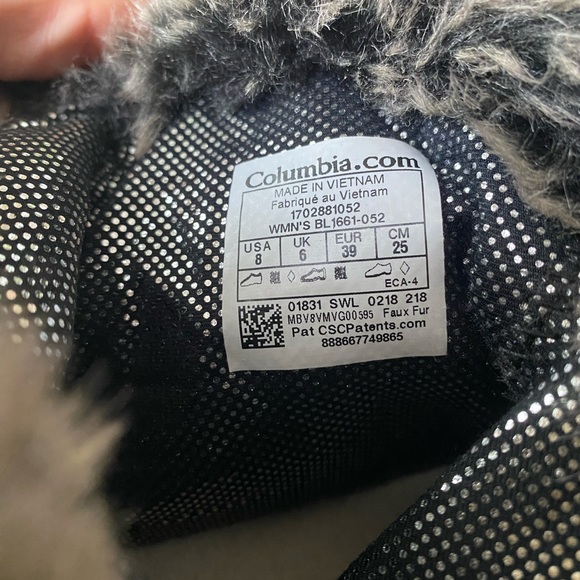 Columbia.com
MADE IN VIETNAM
Fabriqué au Vietnam
1702881052
WMN'S BL1661-052
USA UK EUR CM
8 6 39 25
ECA-4
01831 SWL 0218 218
MBV8VMVG00595 Faux Fur
Pat CSCPatents.com
888667749865